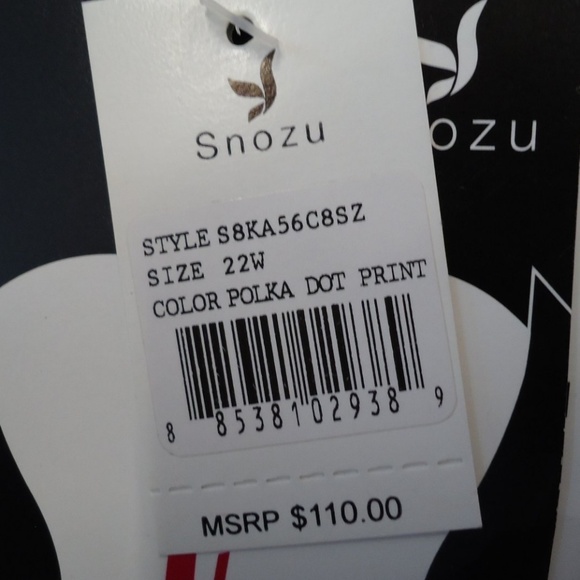 Snozu
ozu
STYLE S8KA56C8SZ
SIZE 22W
COLOR POLKA DOT PRINT
8 85381 02938 9
MSRP $110.00